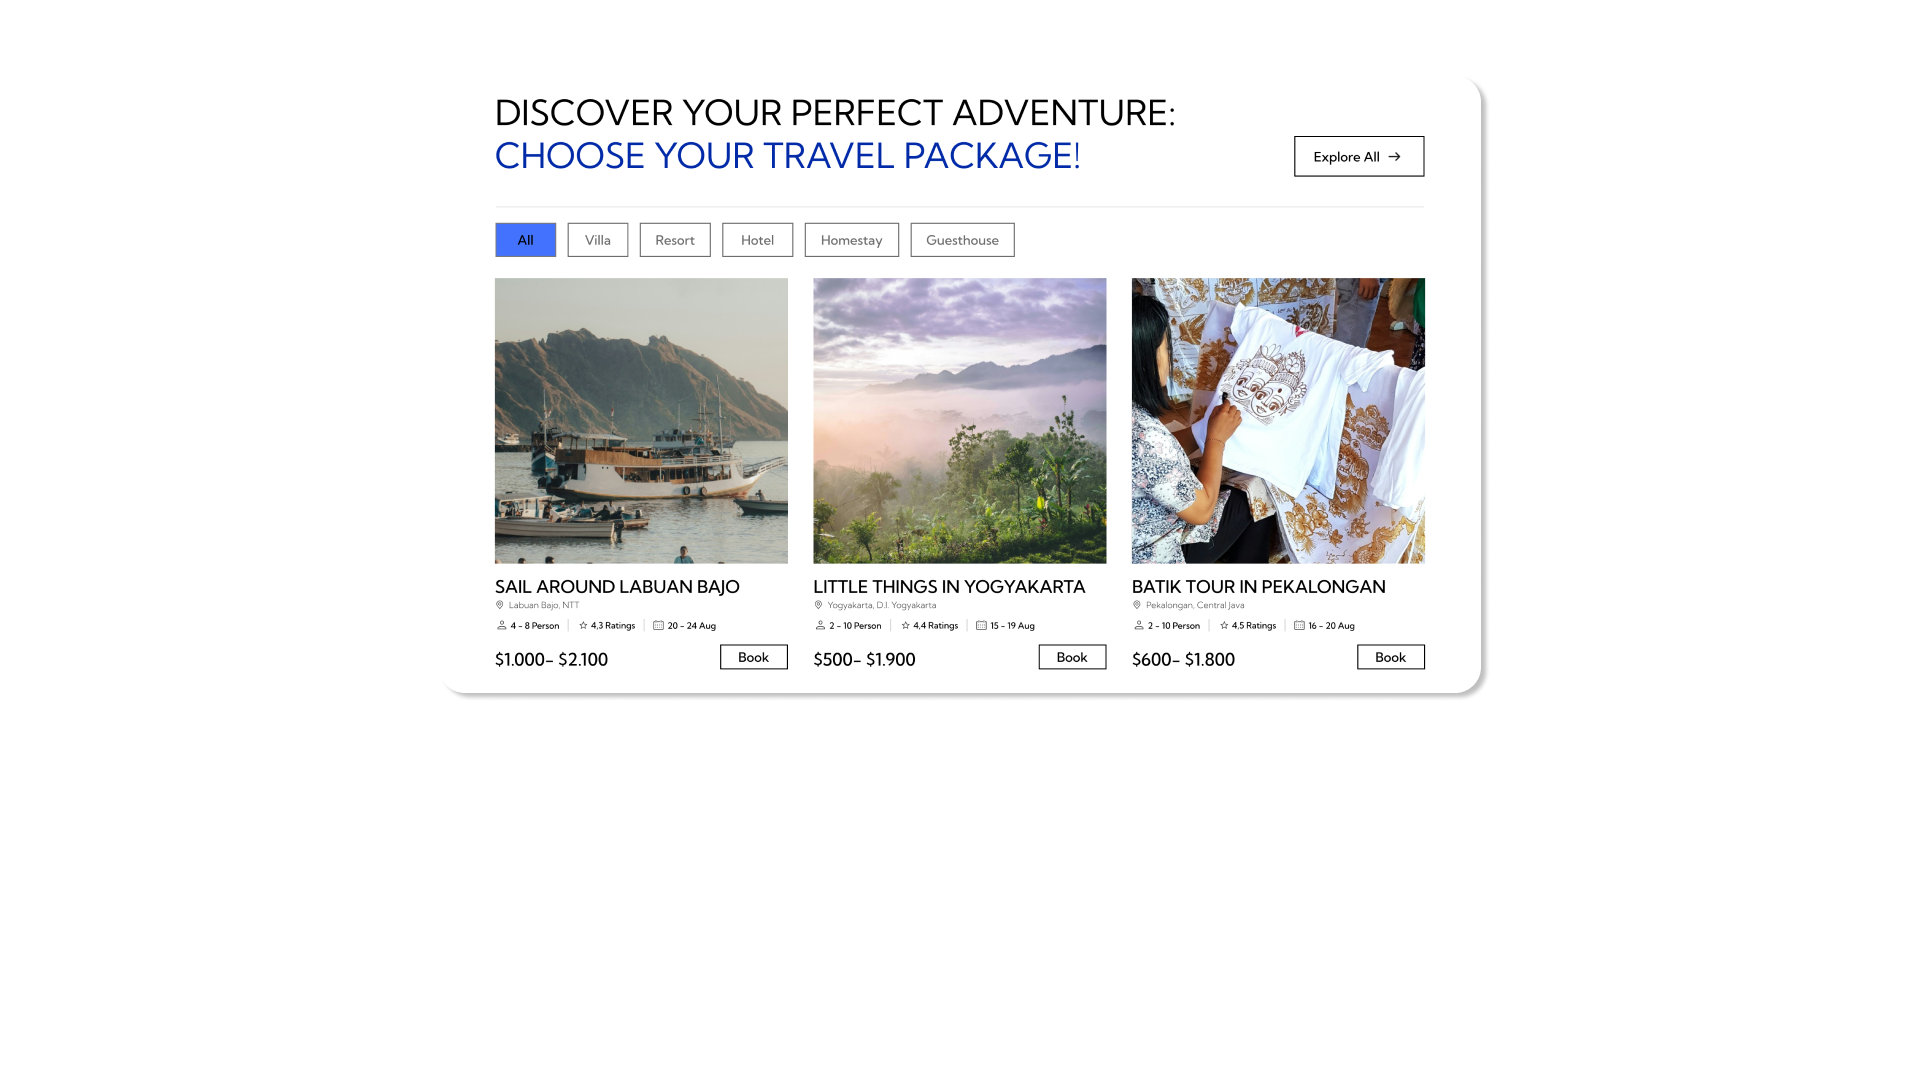 DISCOVER YOUR PERFECT ADVENTURE:
CHOOSE YOUR TRAVEL PACKAGE!
Explore All
All
Villa
Resort
Hotel
Homestay
Guesthouse
SAIL AROUND LABUAN BAJO
Labuan Bajo, NTT
4 - 8 Person
4,3 Ratings
20 - 24 Aug
$1.000- $2.100
Book
LITTLE THINGS IN YOGYAKARTA
Yogyakarta, D.I. Yogyakarta
2 - 10 Person
4,4 Ratings
15 - 19 Aug
$500- $1.900
Book
BATIK TOUR IN PEKALONGAN
Pekalongan, Central Java
2 - 10 Person
4,5 Ratings
16 - 20 Aug
$600- $1.800
Book